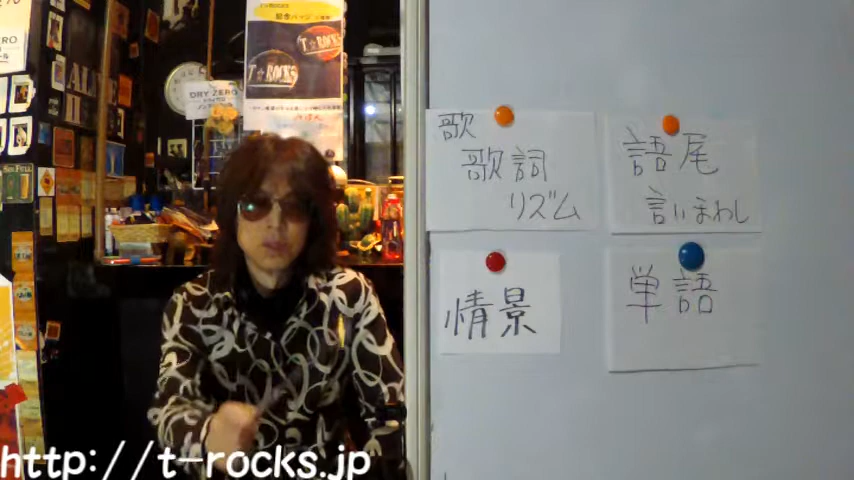 DRY ZERO
T☆ROCKS
T☆ROCKS
歌
歌詞
リズム
語尾
言いまわし
情景
単語
http://t-rocks.jp